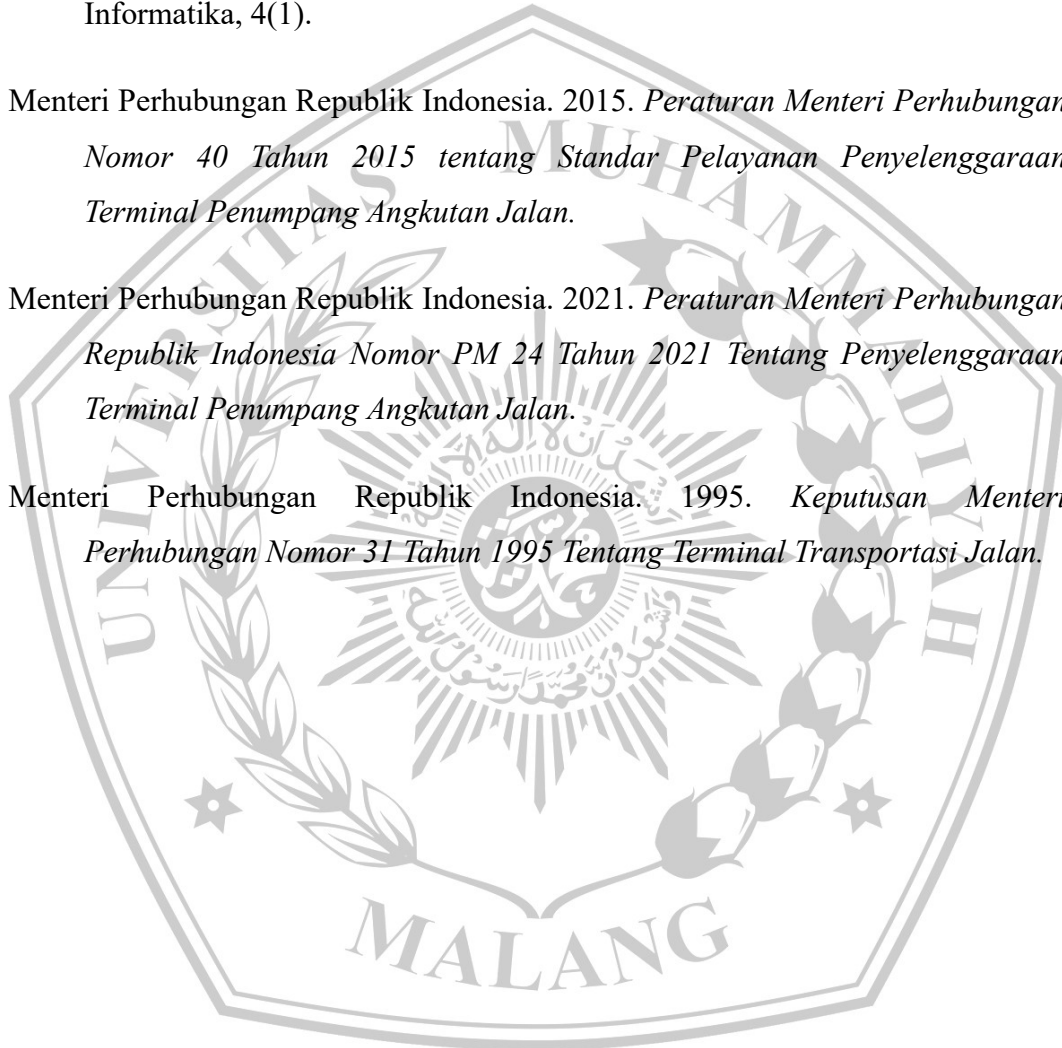 Informatika, 4(1).
Menteri Perhubungan Republik Indonesia. 2015. Peraturan Menteri Perhubungan
Nomor 40 Tahun 2015 tentang Standar Pelayanan Penyelenggaraan
Terminal Penumpang Angkutan Jalan.
Menteri Perhubungan Republik Indonesia. 2021. Peraturan Menteri Perhubungan
Republik Indonesia Nomor PM 24 Tahun 2021 Tentang Penyelenggaraan
Terminal Penumpang Angkutan Jalan.
Menteri Perhubungan Republik Indonesia. 1995. Keputusan Menteri
Perhubungan Nomor 31 Tahun 1995 Tentang Terminal Transportasi Jalan.
UNIVERSITAS MUHAMMADIYAH
MALANG